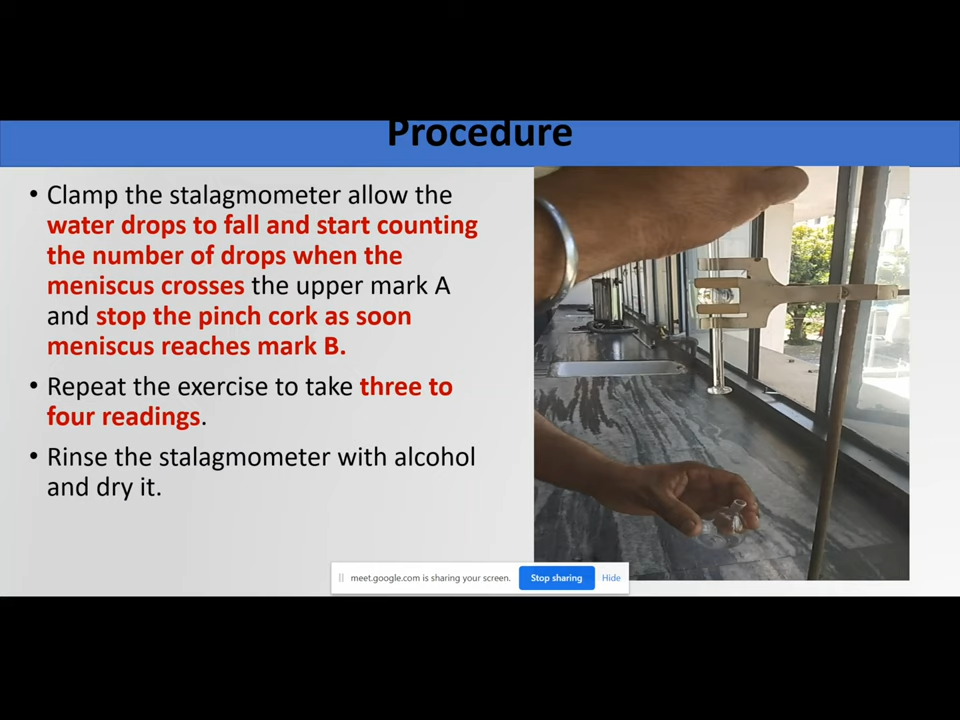 Procedure
• Clamp the stalagmometer allow the
water drops to fall and start counting
the number of drops when the
meniscus crosses the upper mark A
and stop the pinch cork as soon
meniscus reaches mark B.
• Repeat the exercise to take three to
four readings.
• Rinse the stalagmometer with alcohol
and dry it.
meet.google.com is sharing your screen. Stop sharing Hide